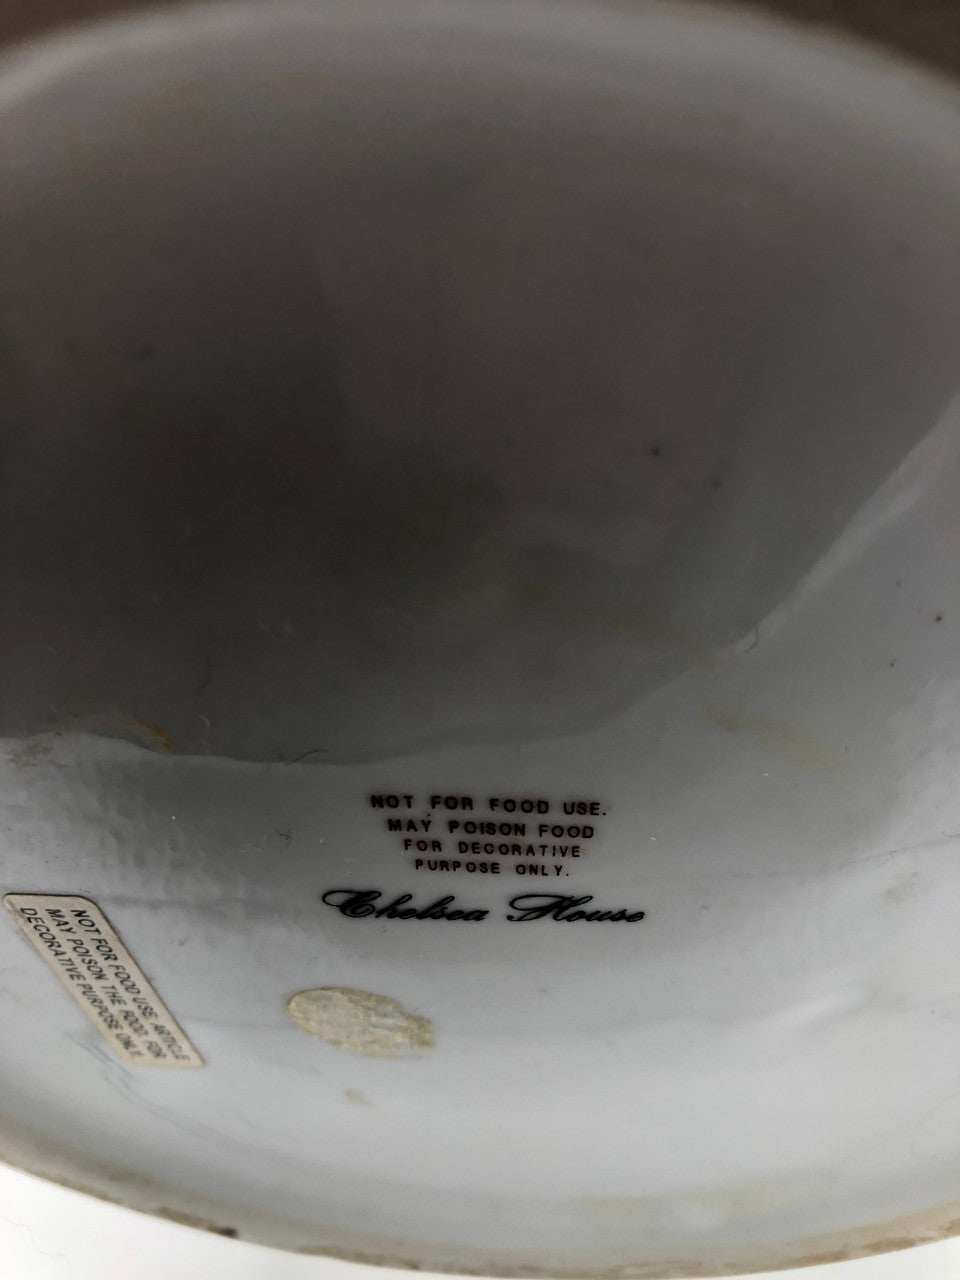 NOT FOR FOOD USE.
MAY POISON FOOD
FOR DECORATIVE
PURPOSE ONLY.
Chelsea House
NOT FOR FOOD USE. ARTICLE
MAY POISON THE FOOD. FOR
DECORATIVE PURPOSE ONLY.